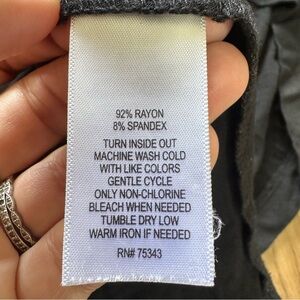 92% RAYON
8% SPANDEX
TURN INSIDE OUT
MACHINE WASH COLD
WITH LIKE COLORS
GENTLE CYCLE
ONLY NON-CHLORINE
BLEACH WHEN NEEDED
TUMBLE DRY LOW
WARM IRON IF NEEDED
RN# 75343